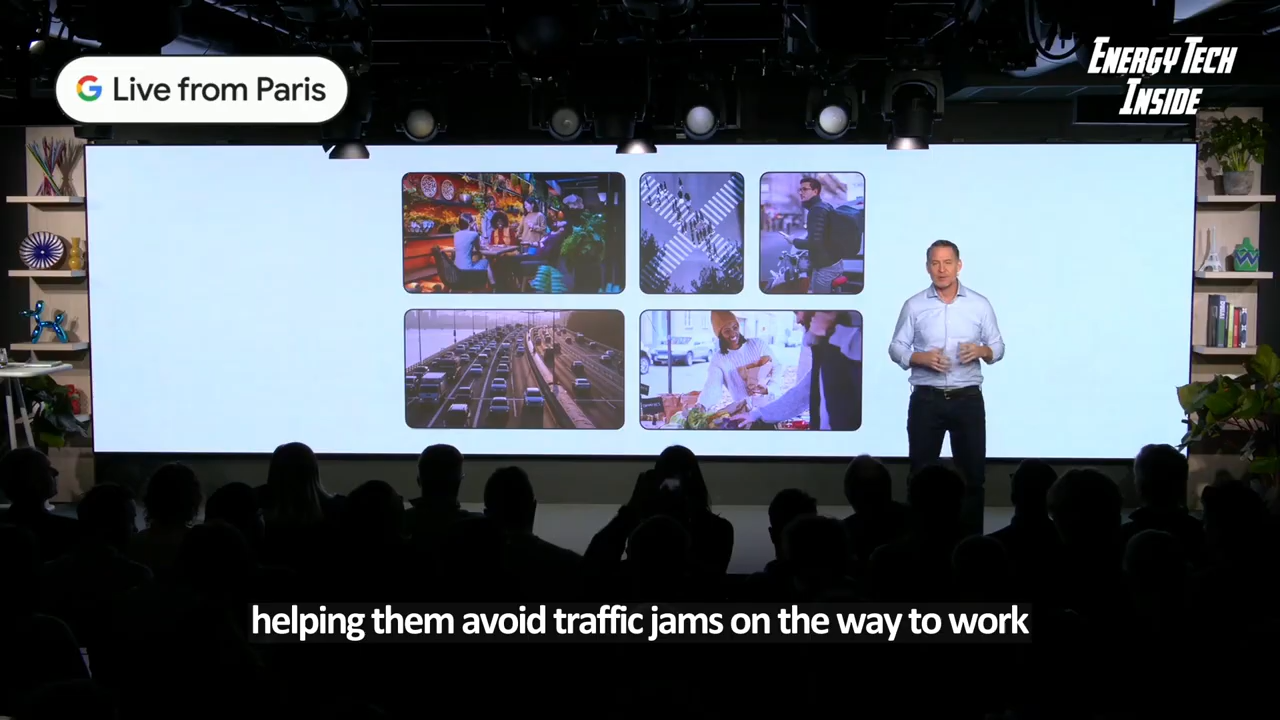 Live from Paris
ENERGY TECH
INSIDE
helping them avoid traffic jams on the way to work